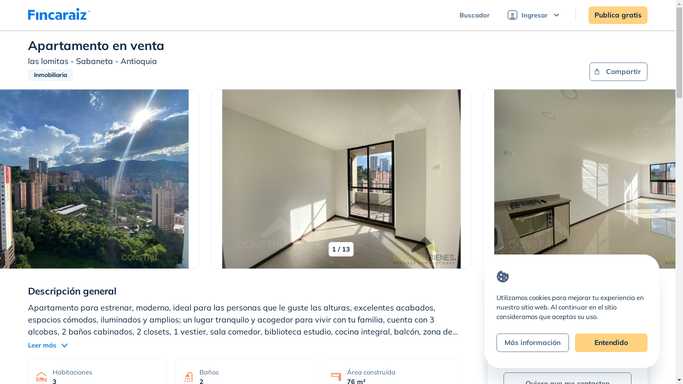 Fincaraiz
Buscador
Ingresar
Publica gratis
Apartamento en venta
las lomitas - Sabaneta - Antioquia
Inmobiliaria
Compartir
1 / 13
Descripción general
Apartamento para estrenar, moderno, ideal para las personas que le guste las alturas, excelentes acabados,
espacios cómodos, iluminados y amplios; un lugar tranquilo y acogedor para vivir con tu familia, cuenta con 3
alcobas, 2 baños cabinados, 2 closets, 1 vestier, sala comedor, biblioteca estudio, cocina integral, balcón, zona de...
Leer más
Habitaciones
3
Baños
2
Área construida
76 m²
Utilizamos cookies para mejorar tu experiencia en
nuestro sitio web. Al continuar en el sitio
consideramos que aceptas su uso.
Más información
Entendido
Quiero que me contacten